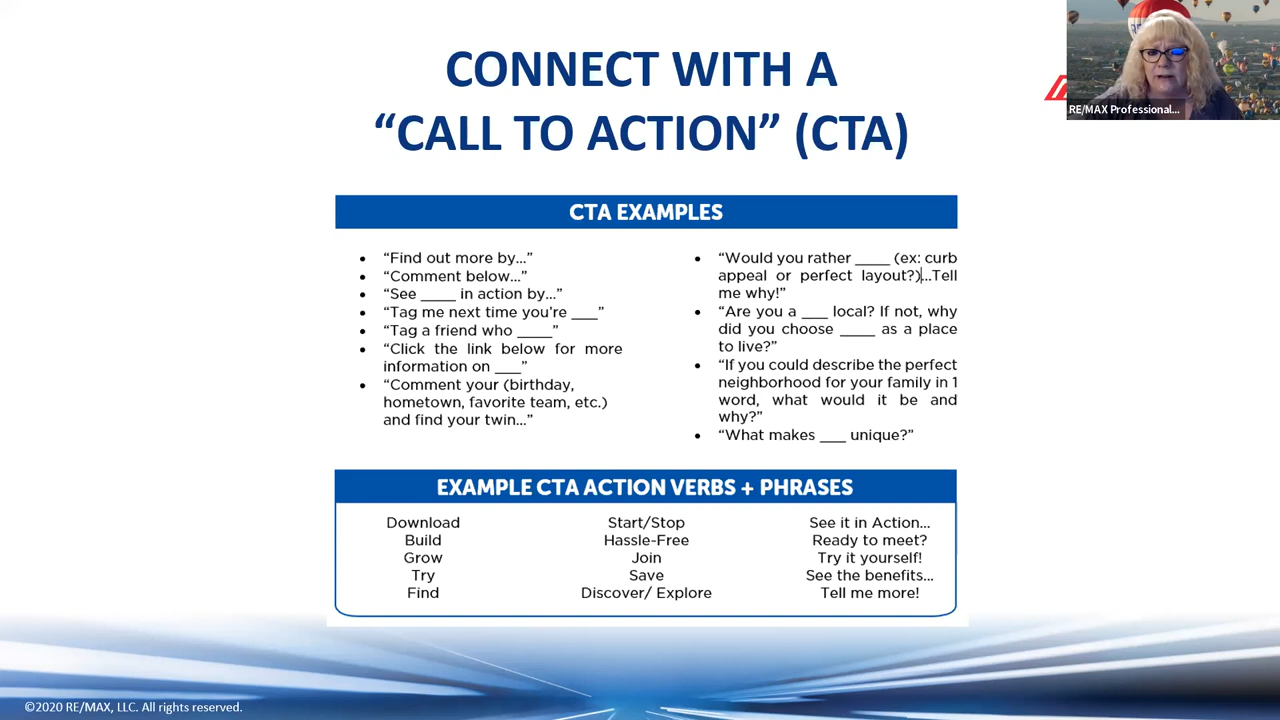 CONNECT WITH A
“CALL TO ACTION” (CTA)
RE/MAX Professional...
CTA EXAMPLES
“Find out more by...”
“Comment below...”
“See ____ in action by...”
“Tag me next time you’re ___”
“Tag a friend who ____”
“Click the link below for more
information on ___”
“Comment your (birthday,
hometown, favorite team, etc.)
and find your twin...”
“Would you rather ____ (ex: curb
appeal or perfect layout?)...Tell
me why!”
“Are you a ___ local? If not, why
did you choose ____ as a place
to live?”
“If you could describe the perfect
neighborhood for your family in 1
word, what would it be and
why?”
“What makes ___ unique?”
EXAMPLE CTA ACTION VERBS + PHRASES
Download
Build
Grow
Try
Find
Start/Stop
Hassle-Free
Join
Save
Discover/ Explore
See it in Action...
Ready to meet?
Try it yourself!
See the benefits...
Tell me more!
©2020 RE/MAX, LLC. All rights reserved.